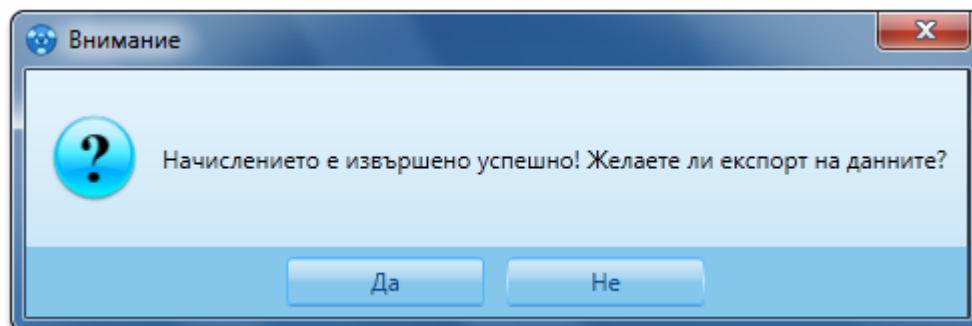 Внимание
Начислението е извършено успешно! Желаете ли експорт на данните?
Да
Не